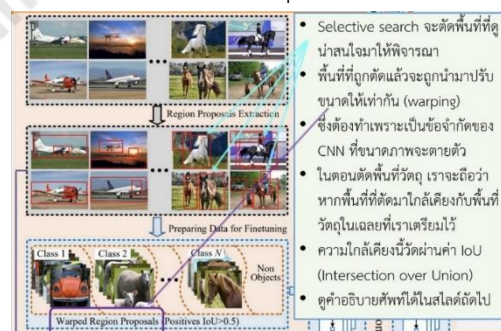 Region Proposals Extraction
Preparing Data for Finetuning
Class 1
Class 2
Class N
Non
Objects
Warped Region Proposals (Positives IoU>0.5)
• Selective search จะตัดพื้นที่ที่ดู
น่าสนใจมาให้พิจารณา
• พื้นที่ที่ถูกตัดแล้วจะถูกนำมาปรับ
ขนาดให้เท่ากัน (warping)
• ซึ่งต้องทำเพราะเป็นข้อจำกัดของ
CNN ที่ขนาดภาพจะตายตัว
• ในตอนตัดพื้นที่วัตถุ เราจะถือว่า
หากพื้นที่ที่ตัดมาใกล้เคียงกับพื้นที่
วัตถุในเฉลยที่เราเตรียมไว้
• ความใกล้เคียงนี้วัดผ่านค่า IoU
(Intersection over Union)
• ดูคำอธิบายศัพท์ได้ในสไลด์ถัดไป